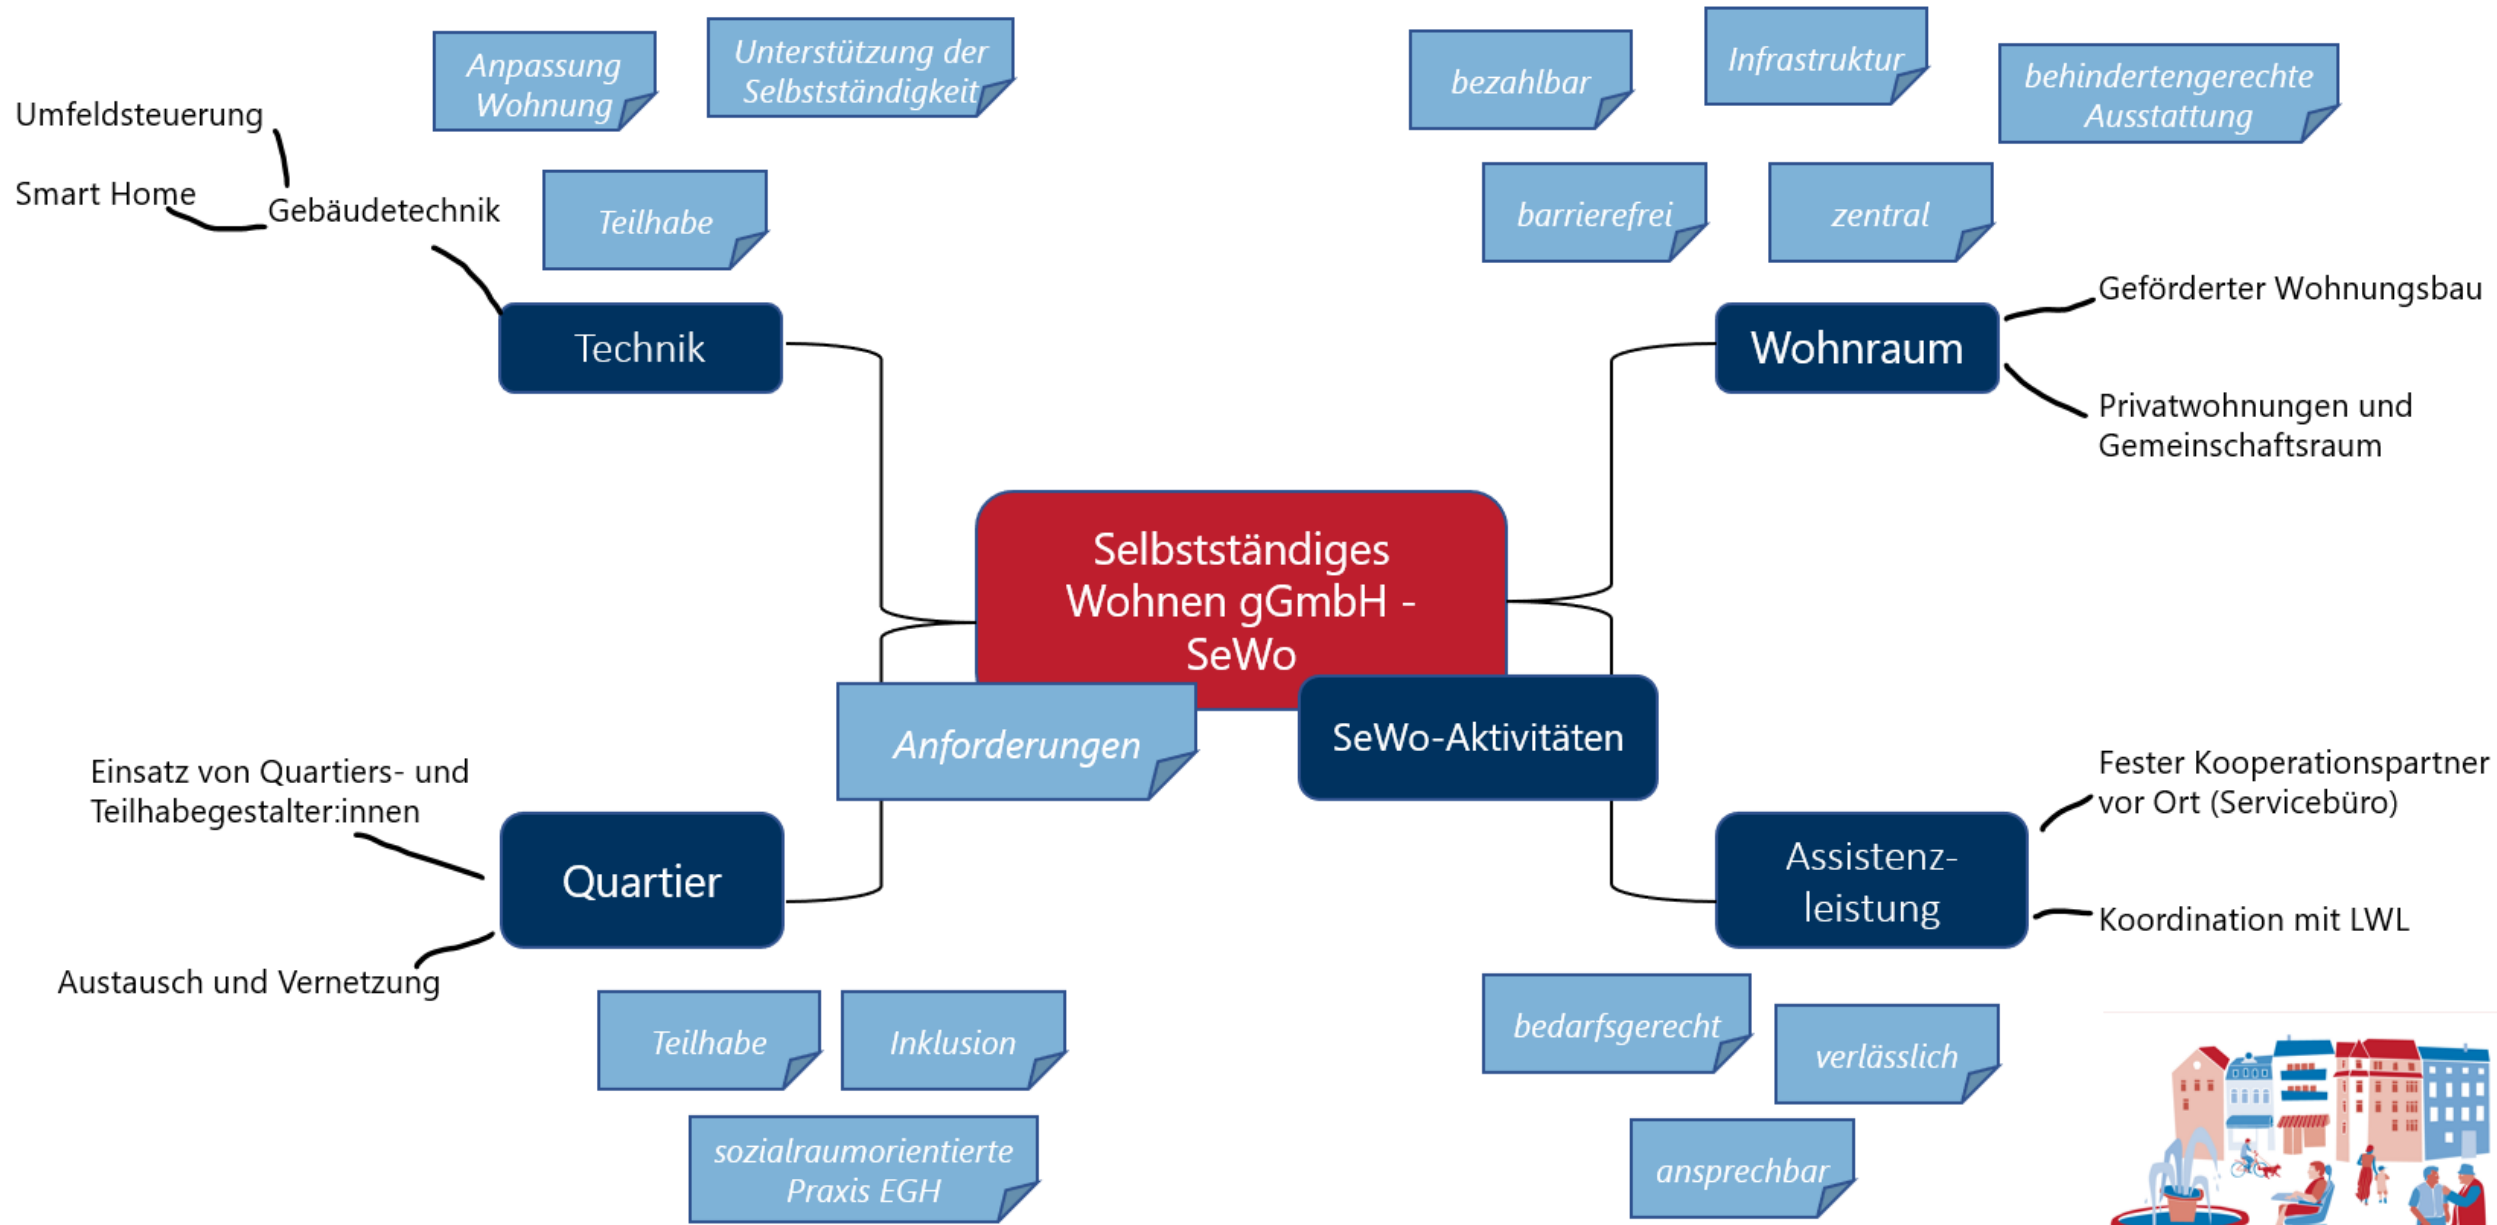 Anpassung
Wohnung
Unterstützung der
Selbstständigkeit
Umfeldsteuerung
Smart Home
Gebäudetechnik
Teilhabe
Technik
bezahlbar
Infrastruktur
behindertengerechte
Ausstattung
barrierefrei
zentral
Wohnraum
Geförderter Wohnungsbau
Privatwohnungen und
Gemeinschaftsraum
Selbstständiges
Wohnen gGmbH -
SeWo
Anforderungen
SeWo-Aktivitäten
Einsatz von Quartiers- und
Teilhabegestalter:innen
Quartier
Austausch und Vernetzung
Teilhabe
Inklusion
sozialraumorientierte
Praxis EGH
Fester Kooperationspartner
vor Ort (Servicebüro)
Assistenz-
leistung
Koordination mit LWL
bedarfsgerecht
verlässlich
ansprechbar